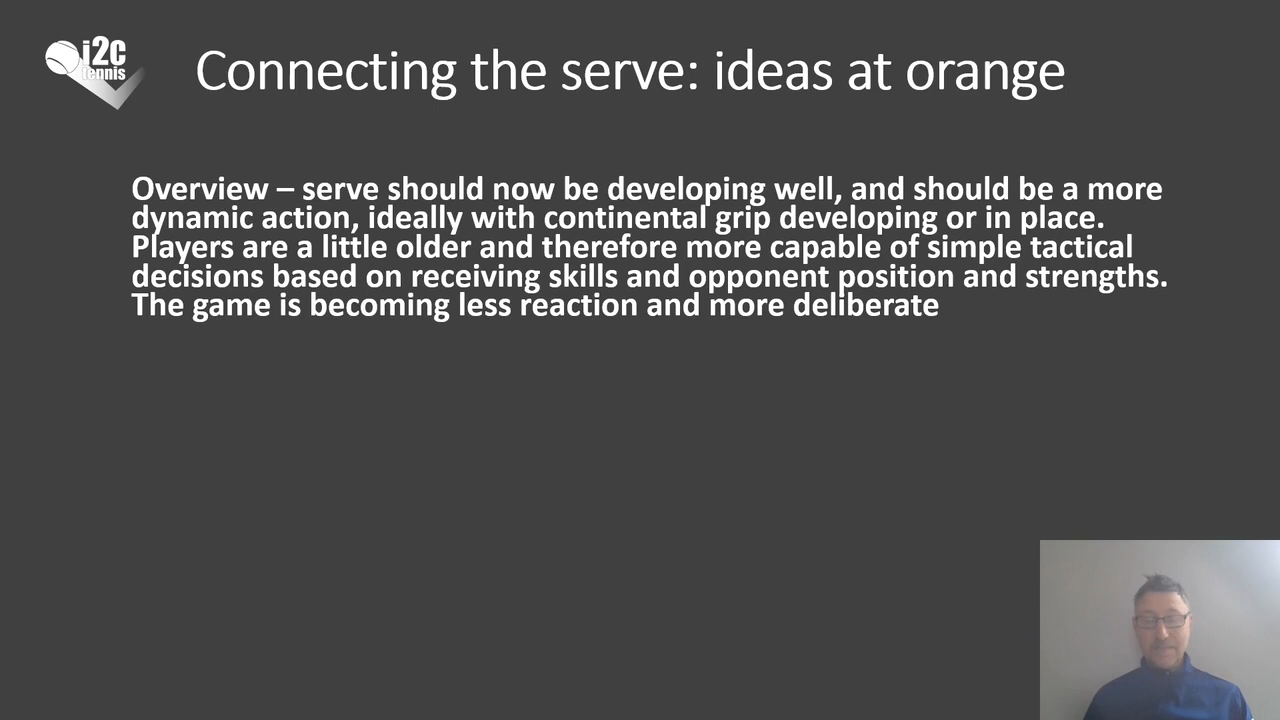 i2c
tennis
Connecting the serve: ideas at orange
Overview – serve should now be developing well, and should be a more
dynamic action, ideally with continental grip developing or in place.
Players are a little older and therefore more capable of simple tactical
decisions based on receiving skills and opponent position and strengths.
The game is becoming less reaction and more deliberate